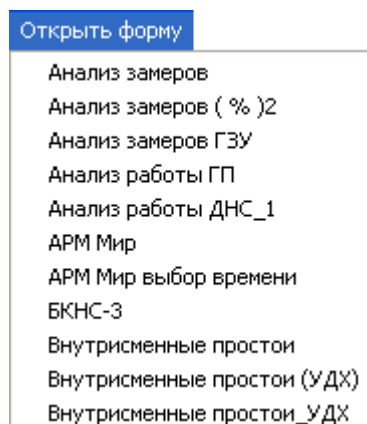 Открыть форму
Анализ замеров
Анализ замеров ( % )2
Анализ замеров ГЗУ
Анализ работы ГП
Анализ работы ДНС_1
АРМ Мир
АРМ Мир выбор времени
БКНС-3
Внутрисменные простои
Внутрисменные простои (УДХ)
Внутрисменные простои_УДХ